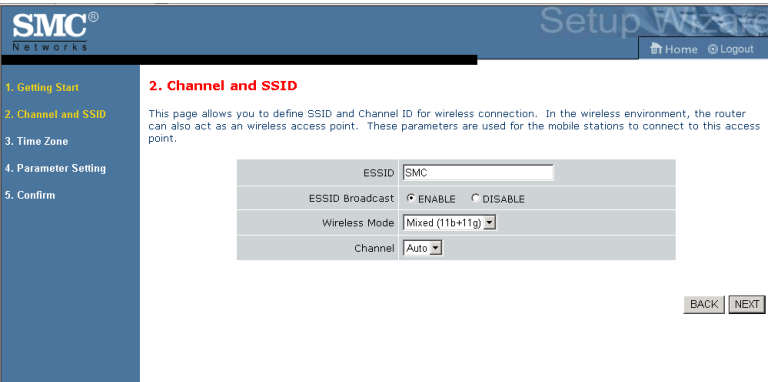 SMC®
Networks
Setup Wizard
Home Logout
1. Getting Start
2. Channel and SSID
3. Time Zone
4. Parameter Setting
5. Confirm
2. Channel and SSID
This page allows you to define SSID and Channel ID for wireless connection. In the wireless environment, the router
can also act as an wireless access point. These parameters are used for the mobile stations to connect to this access
point.
ESSID SMC
ESSID Broadcast ENABLE DISABLE
Wireless Mode Mixed (11b+11g)
Channel Auto
BACK NEXT